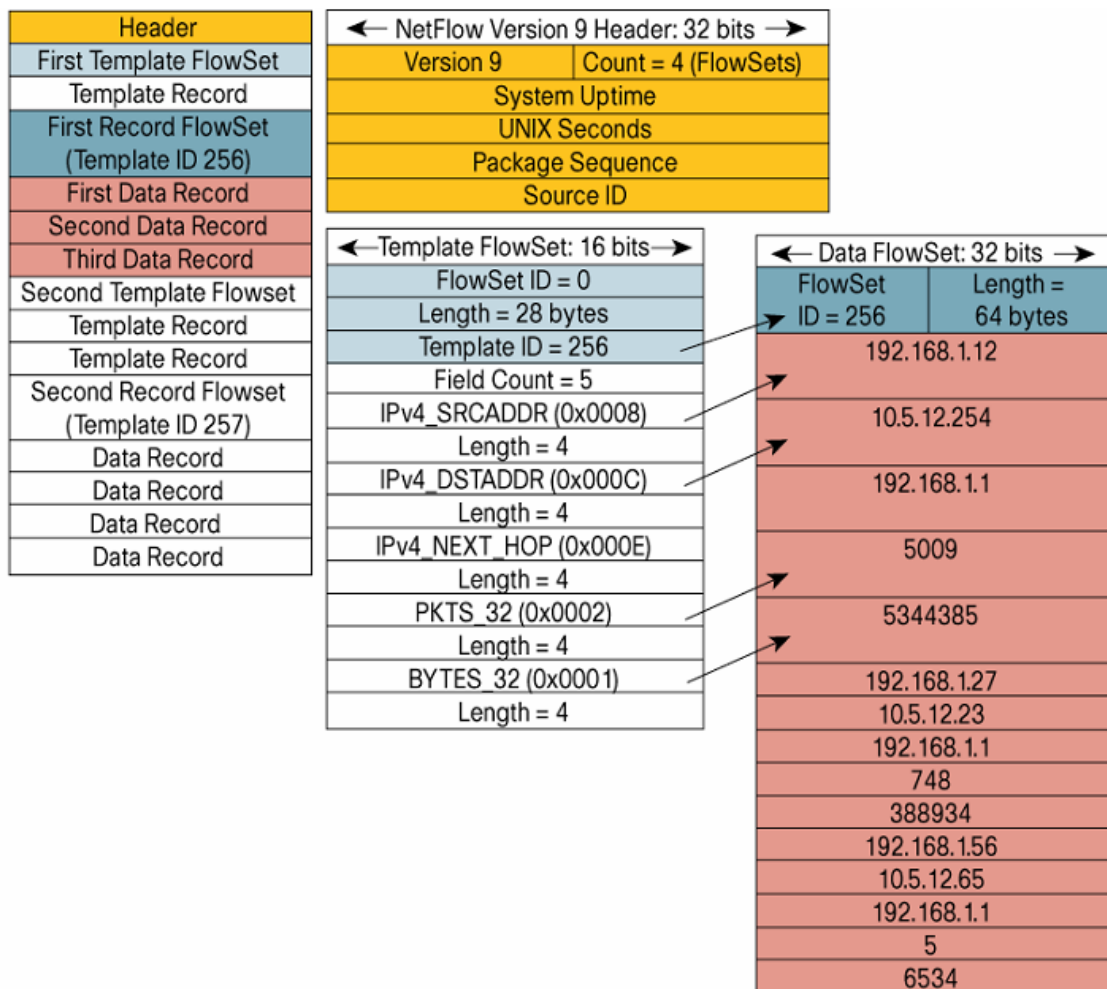 Header
First Template FlowSet
Template Record
First Record FlowSet
(Template ID 256)
First Data Record
Second Data Record
Third Data Record
Second Template Flowset
Template Record
Template Record
Second Record Flowset
(Template ID 257)
Data Record
Data Record
Data Record
Data Record
NetFlow Version 9 Header: 32 bits
Version 9 Count = 4 (FlowSets)
System Uptime
UNIX Seconds
Package Sequence
Source ID
Template FlowSet: 16 bits
FlowSet ID = 0
Length = 28 bytes
Template ID = 256
Field Count = 5
IPv4_SRCADDR (0x0008)
Length = 4
IPv4_DSTADDR (0x000C)
Length = 4
IPv4_NEXT_HOP (0x000E)
Length = 4
PKTS_32 (0x0002)
Length = 4
BYTES_32 (0x0001)
Length = 4
Data FlowSet: 32 bits
FlowSet Length =
ID = 256 64 bytes
192.168.1.12
10.5.12.254
192.168.1.1
5009
5344385
192.168.1.27
10.5.12.23
192.168.1.1
748
388934
192.168.1.56
10.5.12.65
192.168.1.1
5
6534